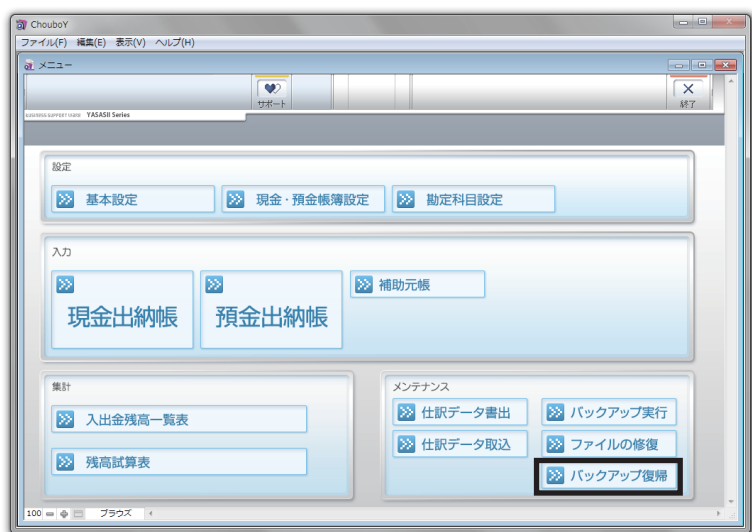 ChouboY
ファイル(F) 編集(E) 表示(V) ヘルプ(H)
メニュー
サポート
終了
BUSINESS SUPPORT WARE YASASII Series
設定
基本設定
現金・預金帳簿設定
勘定科目設定
入力
現金出納帳
預金出納帳
補助元帳
集計
入出金残高一覧表
残高試算表
メンテナンス
仕訳データ書出
バックアップ実行
仕訳データ取込
ファイルの修復
バックアップ復帰
100
ブラウズ